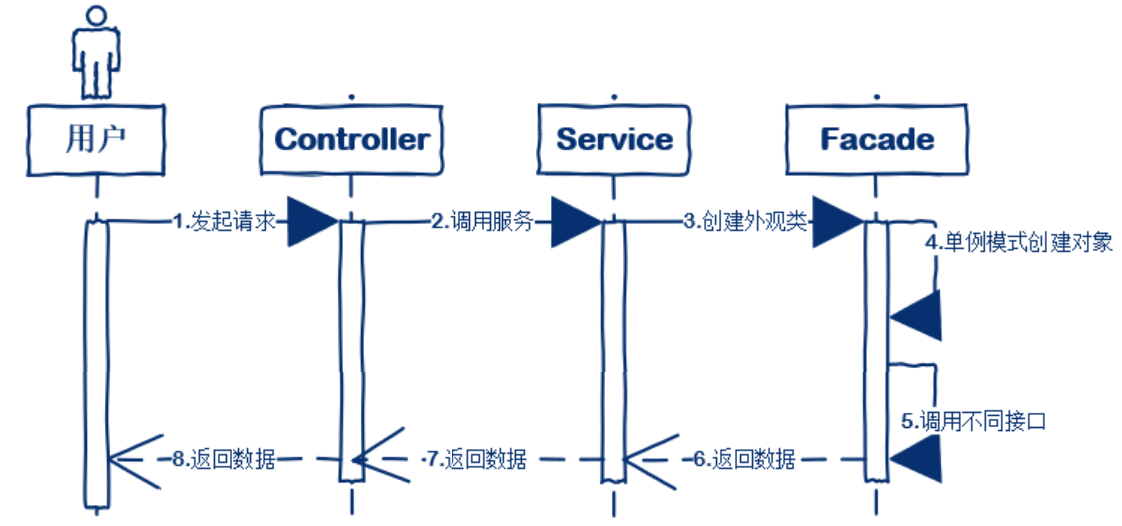 用户
Controller
Service
Facade
1.发起请求
2.调用服务
3.创建外观类
4.单例模式创建对象
5.调用不同接口
8.返回数据
7.返回数据
6.返回数据